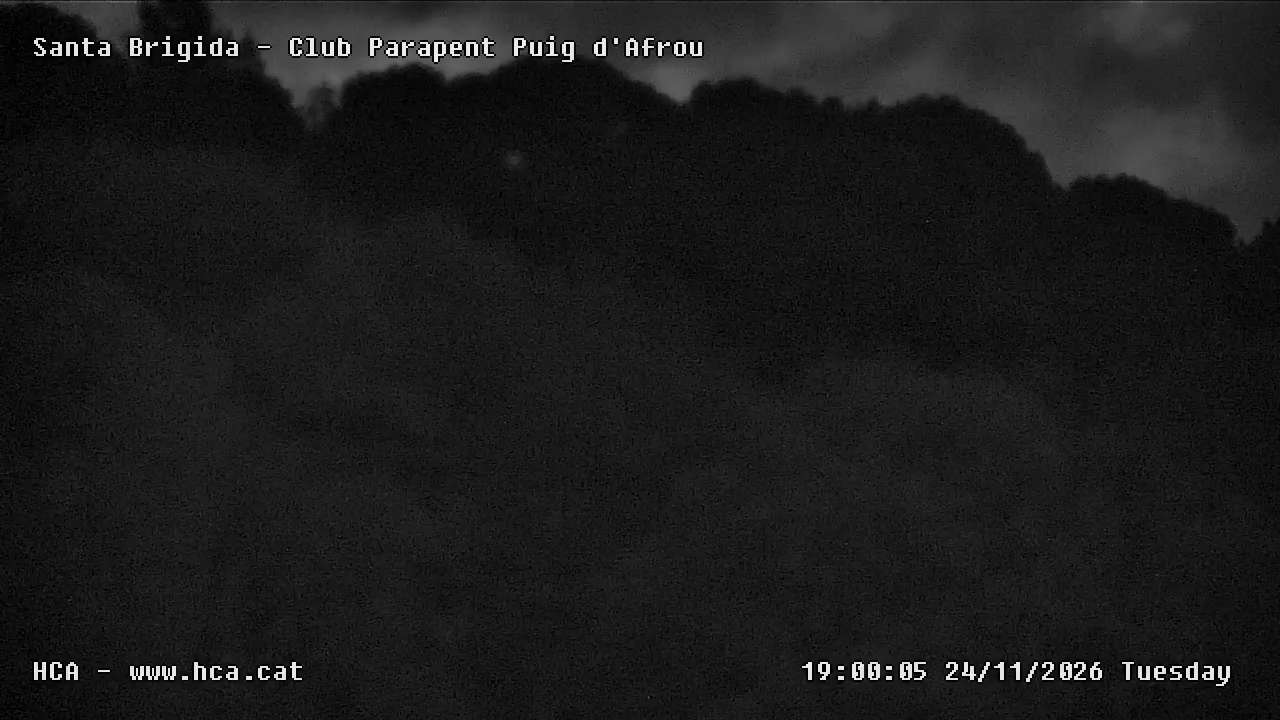 Santa Brigida - Club Parapent Puig d'Afrou
HCA - www.hca.cat
19:00:05 24/11/2026 Tuesday